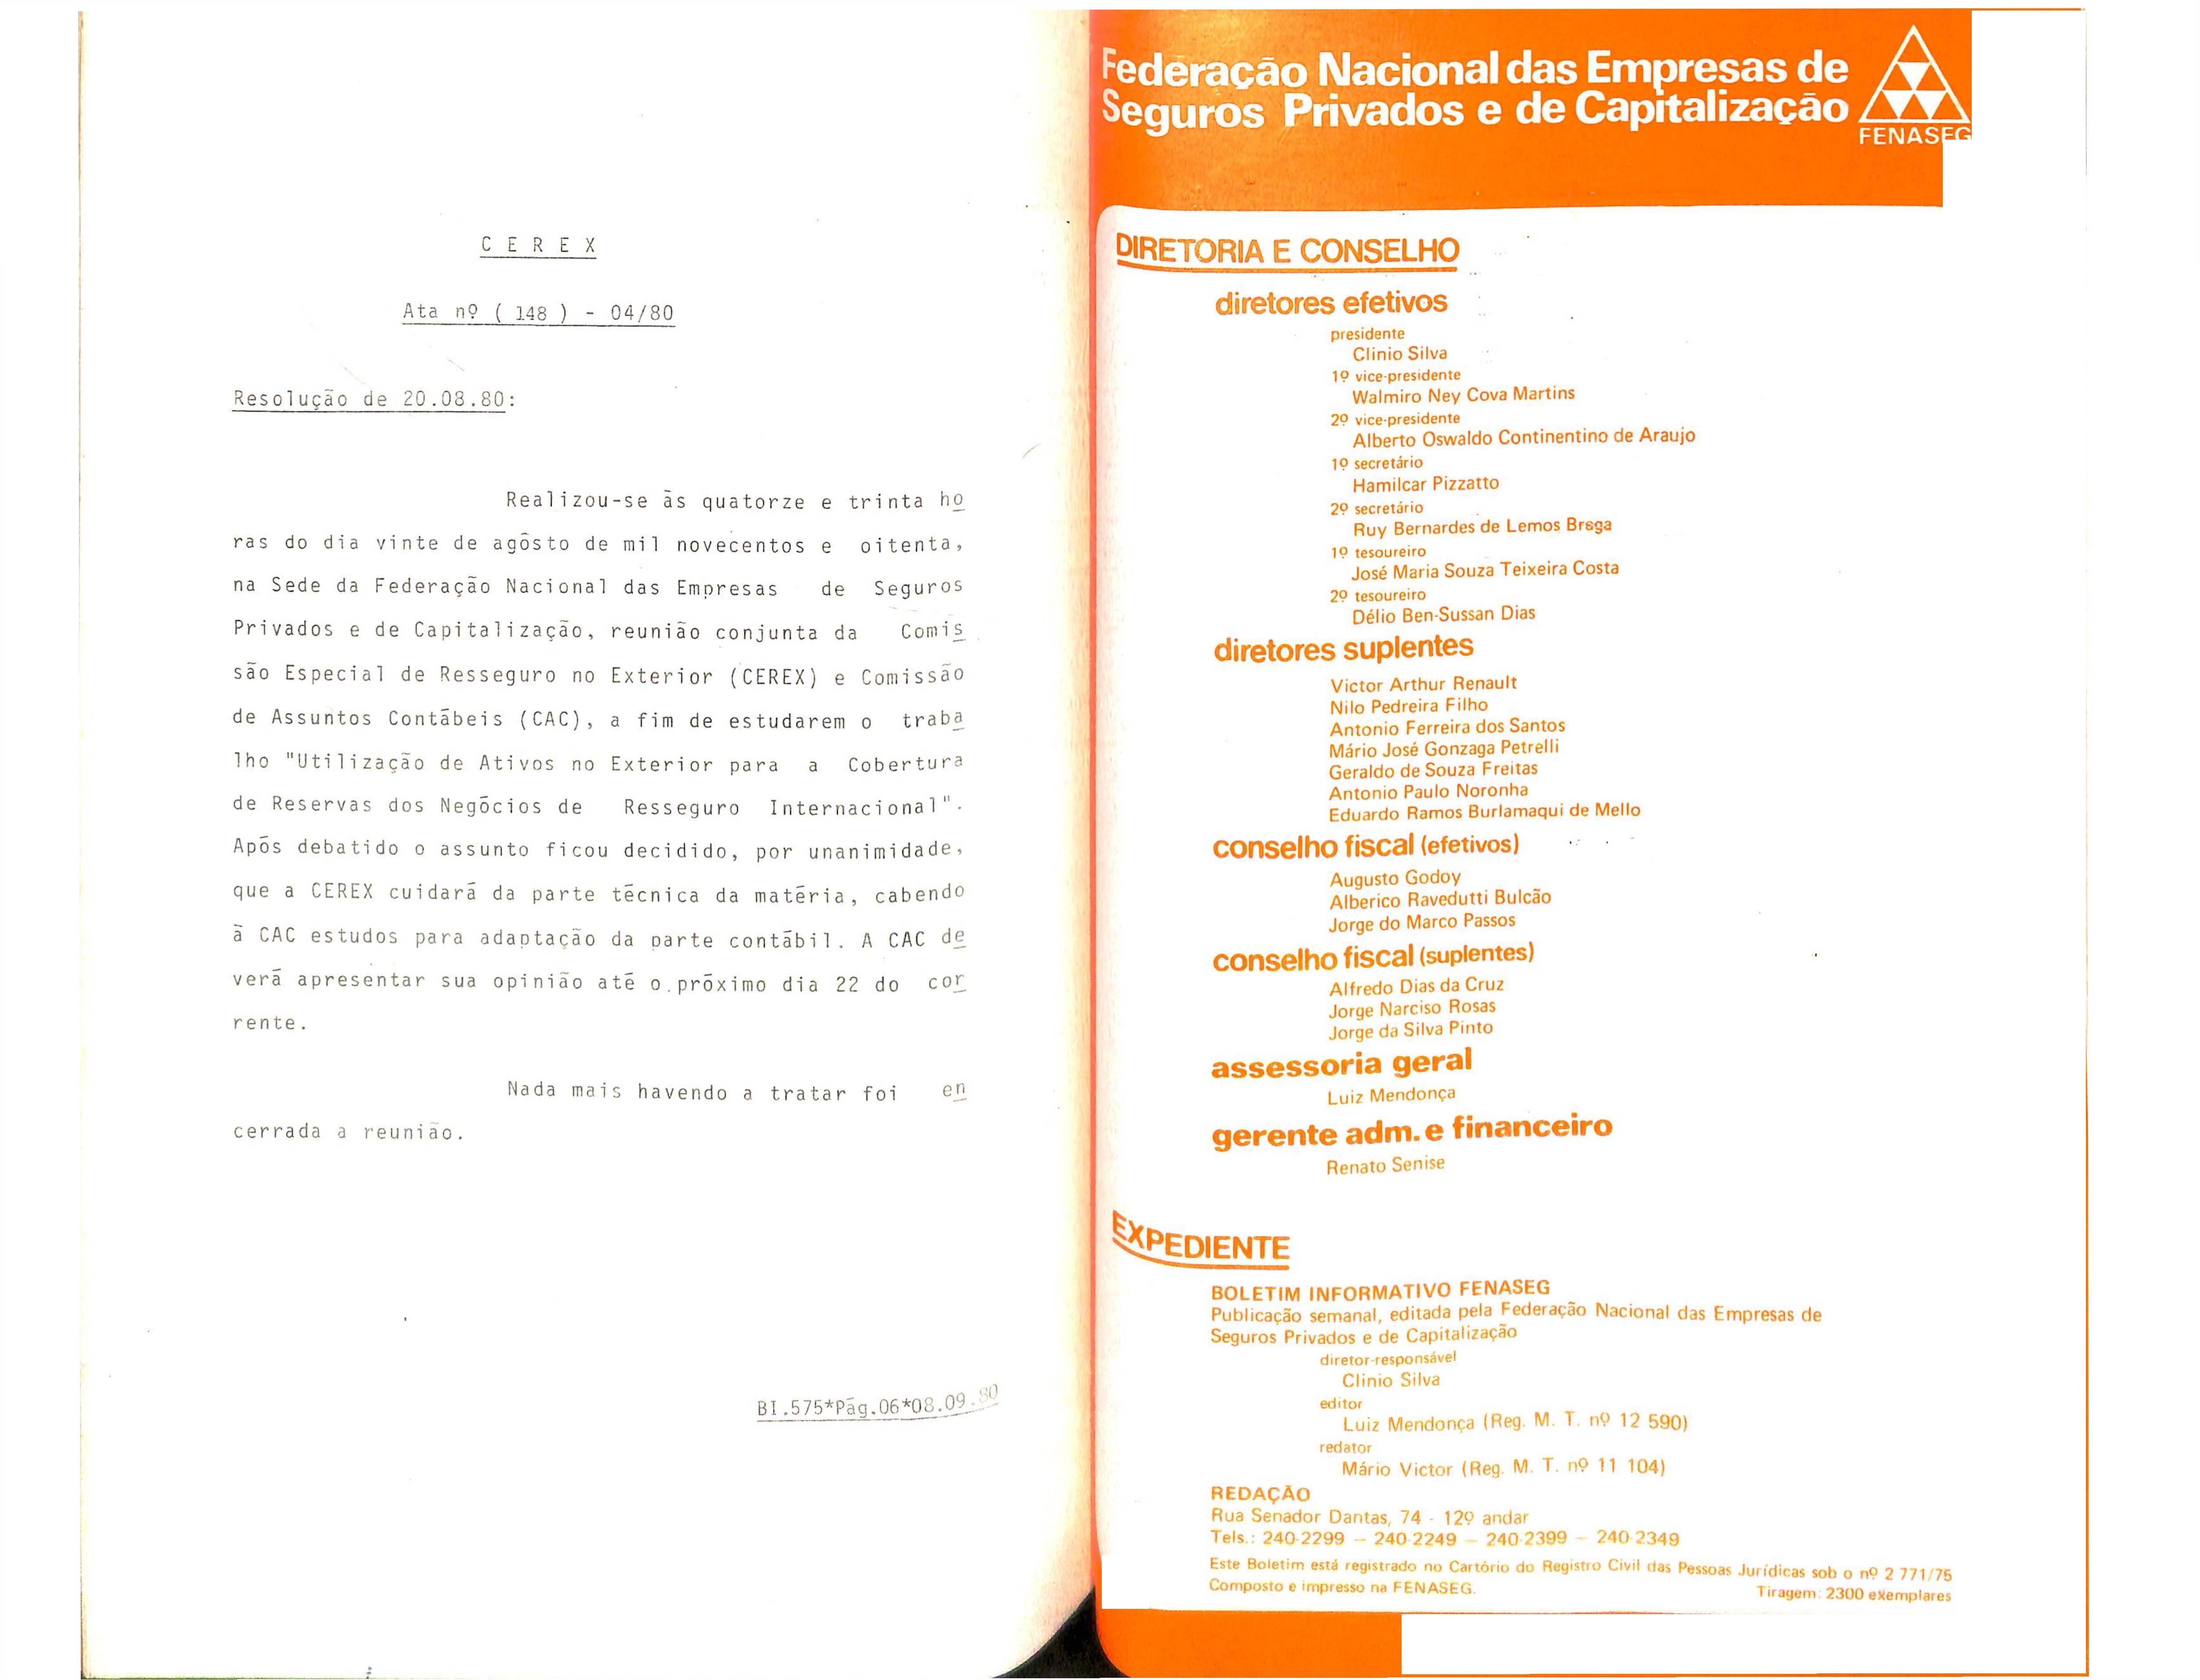 C E R E X
Ata nº ( 148 ) - 04/80
Resolução de 20.08.80:
Realizou-se às quatorze e trinta ho
ras do dia vinte de agôsto de mil novecentos e oitenta,
na Sede da Federação Nacional das Empresas de Seguros
Privados e de Capitalização, reunião conjunta da Comis
são Especial de Resseguro no Exterior (CEREX) e Comissão
de Assuntos Contábeis (CAC), a fim de estudarem o traba
lho "Utilização de Ativos no Exterior para a Cobertura
de Reservas dos Negócios de Resseguro Internacional".
Após debatido o assunto ficou decidido, por unanimidade,
que a CEREX cuidará da parte técnica da matéria, cabendo
à CAC estudos para adaptação da parte contábil. A CAC de
verá apresentar sua opinião até o próximo dia 22 do cor
rente.
Nada mais havendo a tratar foi en
cerrada a reunião.
BI.575*Pág.06*08.09.80
Federação Nacional das Empresas de
Seguros Privados e de Capitalização
FENASEG
DIRETORIA E CONSELHO
diretores efetivos
presidente
Clinio Silva
1º vice-presidente
Walmiro Ney Cova Martins
2º vice-presidente
Alberto Oswaldo Continentino de Araujo
1º secretário
Hamilcar Pizzatto
2º secretário
Ruy Bernardes de Lemos Braga
1º tesoureiro
José Maria Souza Teixeira Costa
2º tesoureiro
Délio Ben-Sussan Dias
diretores suplentes
Victor Arthur Renault
Nilo Pedreira Filho
Antonio Ferreira dos Santos
Mário José Gonzaga Petrelli
Geraldo de Souza Freitas
Antonio Paulo Noronha
Eduardo Ramos Burlamaqui de Mello
conselho fiscal (efetivos)
Augusto Godoy
Alberico Ravedutti Bulcão
Jorge do Marco Passos
conselho fiscal (suplentes)
Alfredo Dias da Cruz
Jorge Narciso Rosas
Jorge da Silva Pinto
assessoria geral
Luiz Mendonça
gerente adm. e financeiro
Renato Senise
EXPEDIENTE
BOLETIM INFORMATIVO FENASEG
Publicação semanal, editada pela Federação Nacional das Empresas de
Seguros Privados e de Capitalização
diretor-responsável
Clinio Silva
editor
Luiz Mendonça (Reg. M. T. nº 12 590)
redator
Mário Victor (Reg. M. T. nº 11 104)
REDAÇÃO
Rua Senador Dantas, 74 - 12º andar
Tels.: 240-2299 – 240-2249 – 240-2399 – 240-2349
Este Boletim está registrado no Cartório do Registro Civil das Pessoas Jurídicas sob o nº 2 771/75
Composto e impresso na FENASEG. Tiragem: 2300 exemplares